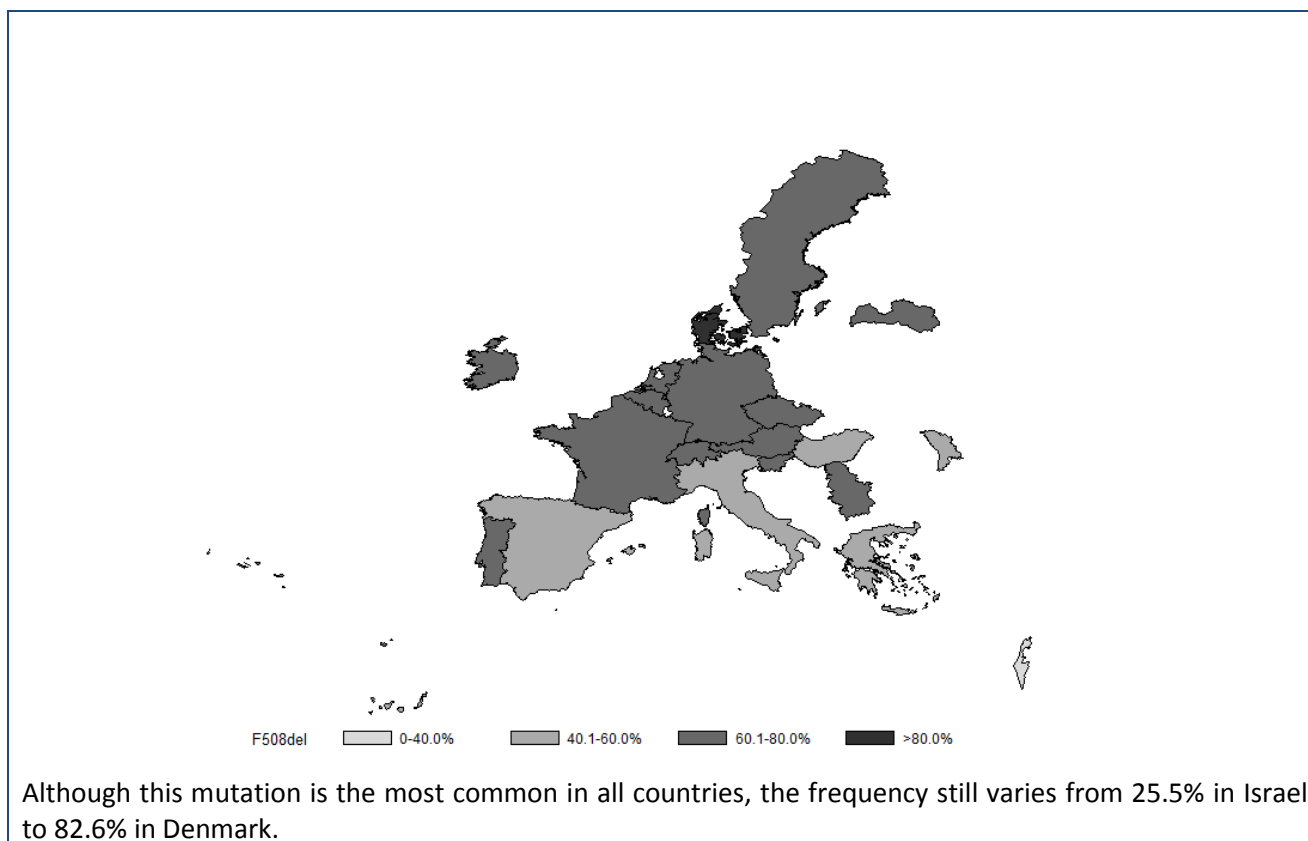 F508del 0-40.0% 40.1-60.0% 60.1-80.0% >80.0%
Although this mutation is the most common in all countries, the frequency still varies from 25.5% in Israel
to 82.6% in Denmark.